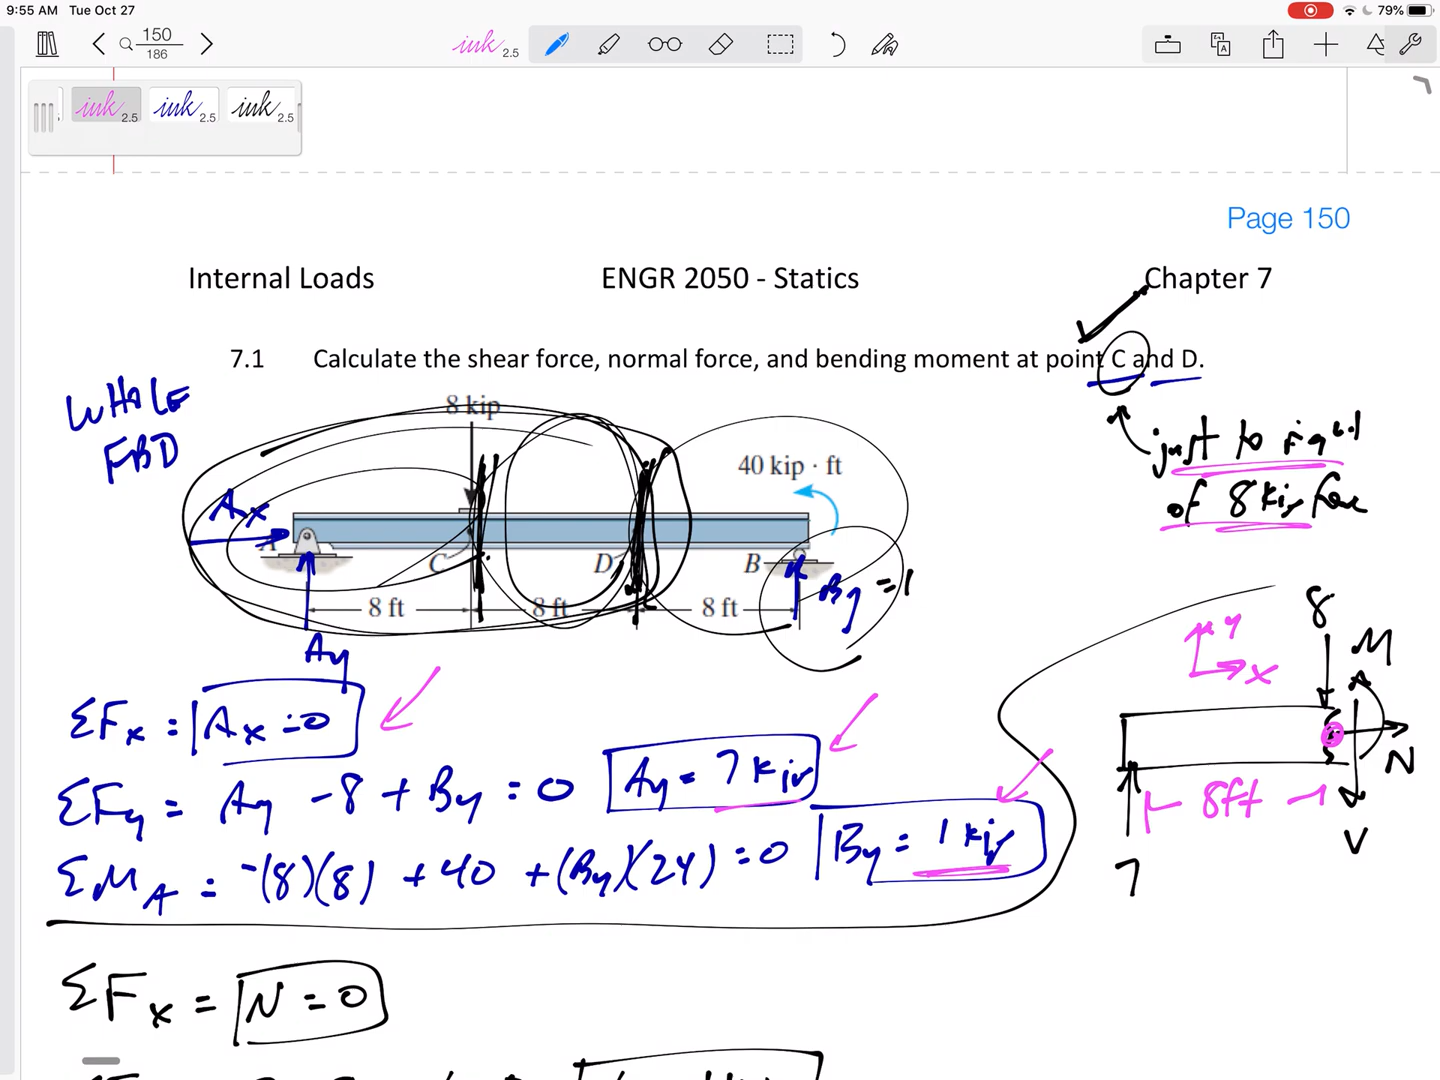 9:55 AM Tue Oct 27
79%
150
186
ink 2.5
ink 2.5
ink 2.5
ink 2.5
Page 150
Internal Loads ENGR 2050 - Statics Chapter 7
7.1 Calculate the shear force, normal force, and bending moment at point C and D.
WHOLE
FBD
8 kip
40 kip · ft
just to right
of 8 kip force
Ax
A
C
D
B
By = 1
8 ft
8 ft
8 ft
Ay
8
M
y
x
N
8ft
V
7
ΣFx = Ax = 0
ΣFy = Ay - 8 + By = 0 Ay = 7 kip
ΣMA = -(8)(8) + 40 + (By)(24) = 0 By = 1 kip
ΣFx = N = 0